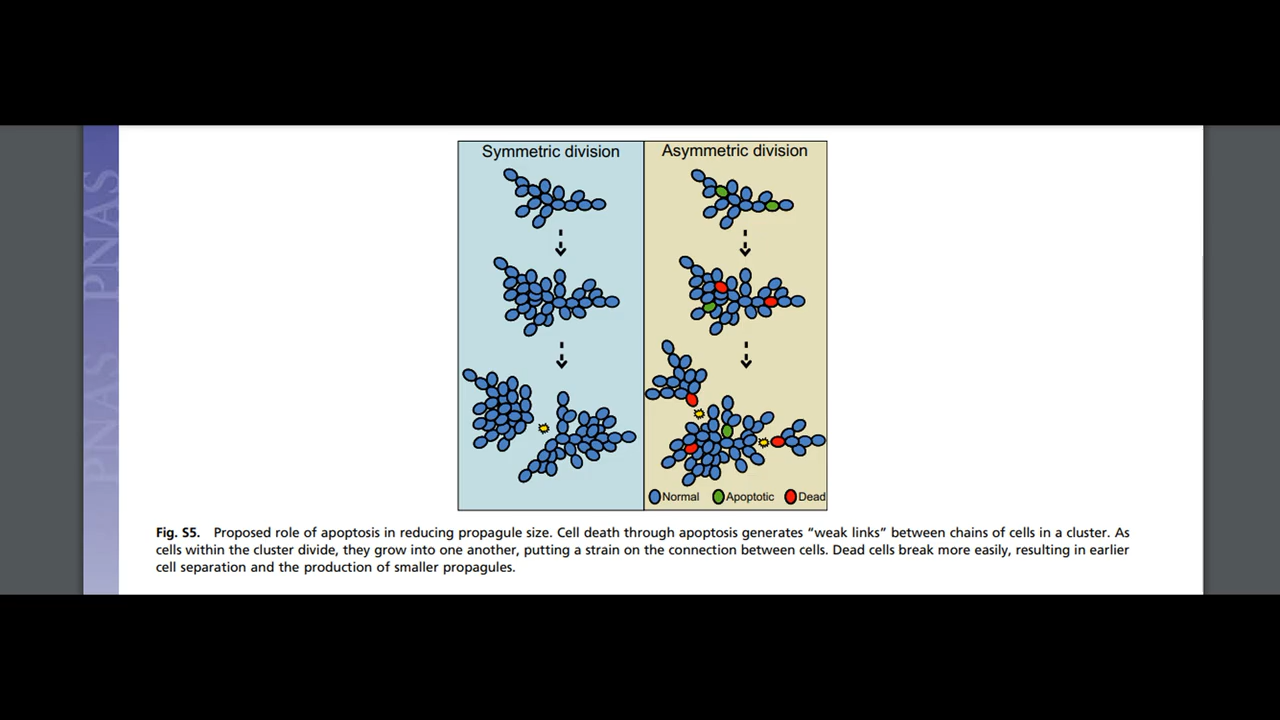 PNAS PNAS
Symmetric division
Asymmetric division
Normal
Apoptotic
Dead
Fig. S5. Proposed role of apoptosis in reducing propagule size. Cell death through apoptosis generates “weak links” between chains of cells in a cluster. As
cells within the cluster divide, they grow into one another, putting a strain on the connection between cells. Dead cells break more easily, resulting in earlier
cell separation and the production of smaller propagules.